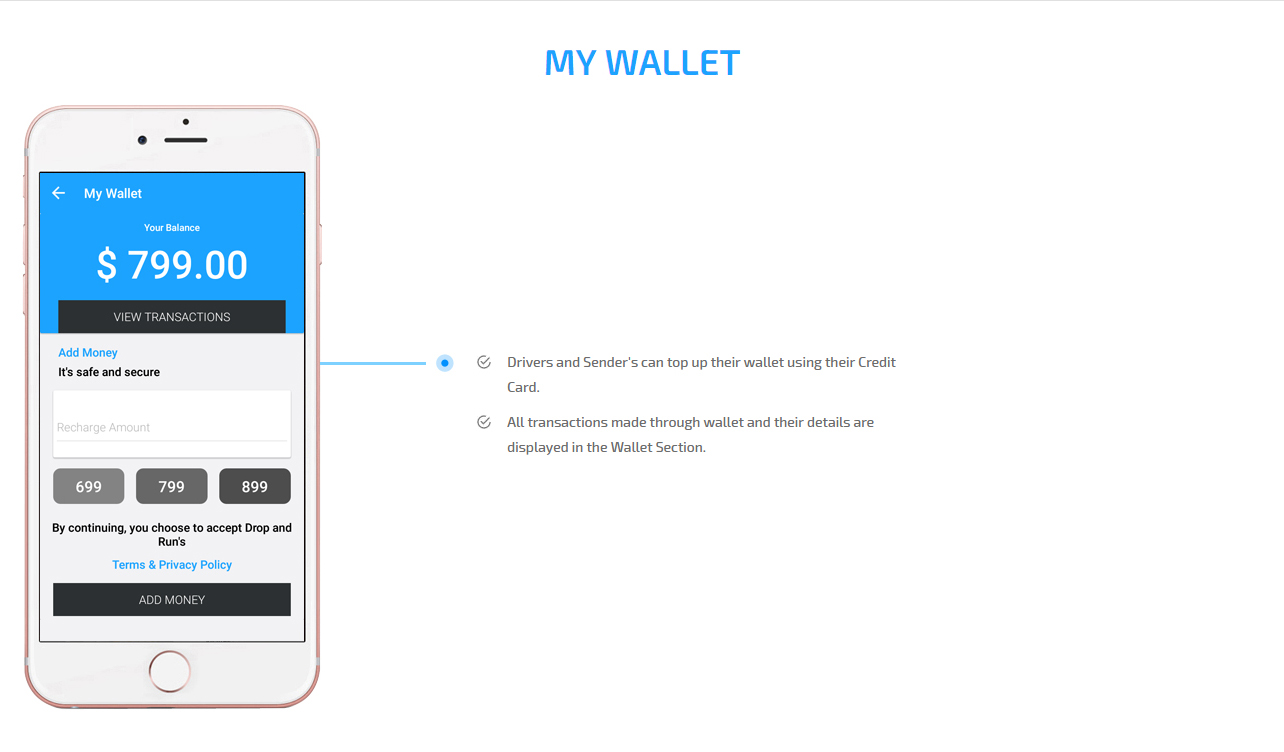 MY WALLET
My Wallet
Your Balance
$ 799.00
VIEW TRANSACTIONS
Add Money
It's safe and secure
Recharge Amount
699 799 899
By continuing, you choose to accept Drop and
Run's
Terms & Privacy Policy
ADD MONEY
Drivers and Sender's can top up their wallet using their Credit
Card.
All transactions made through wallet and their details are
displayed in the Wallet Section.